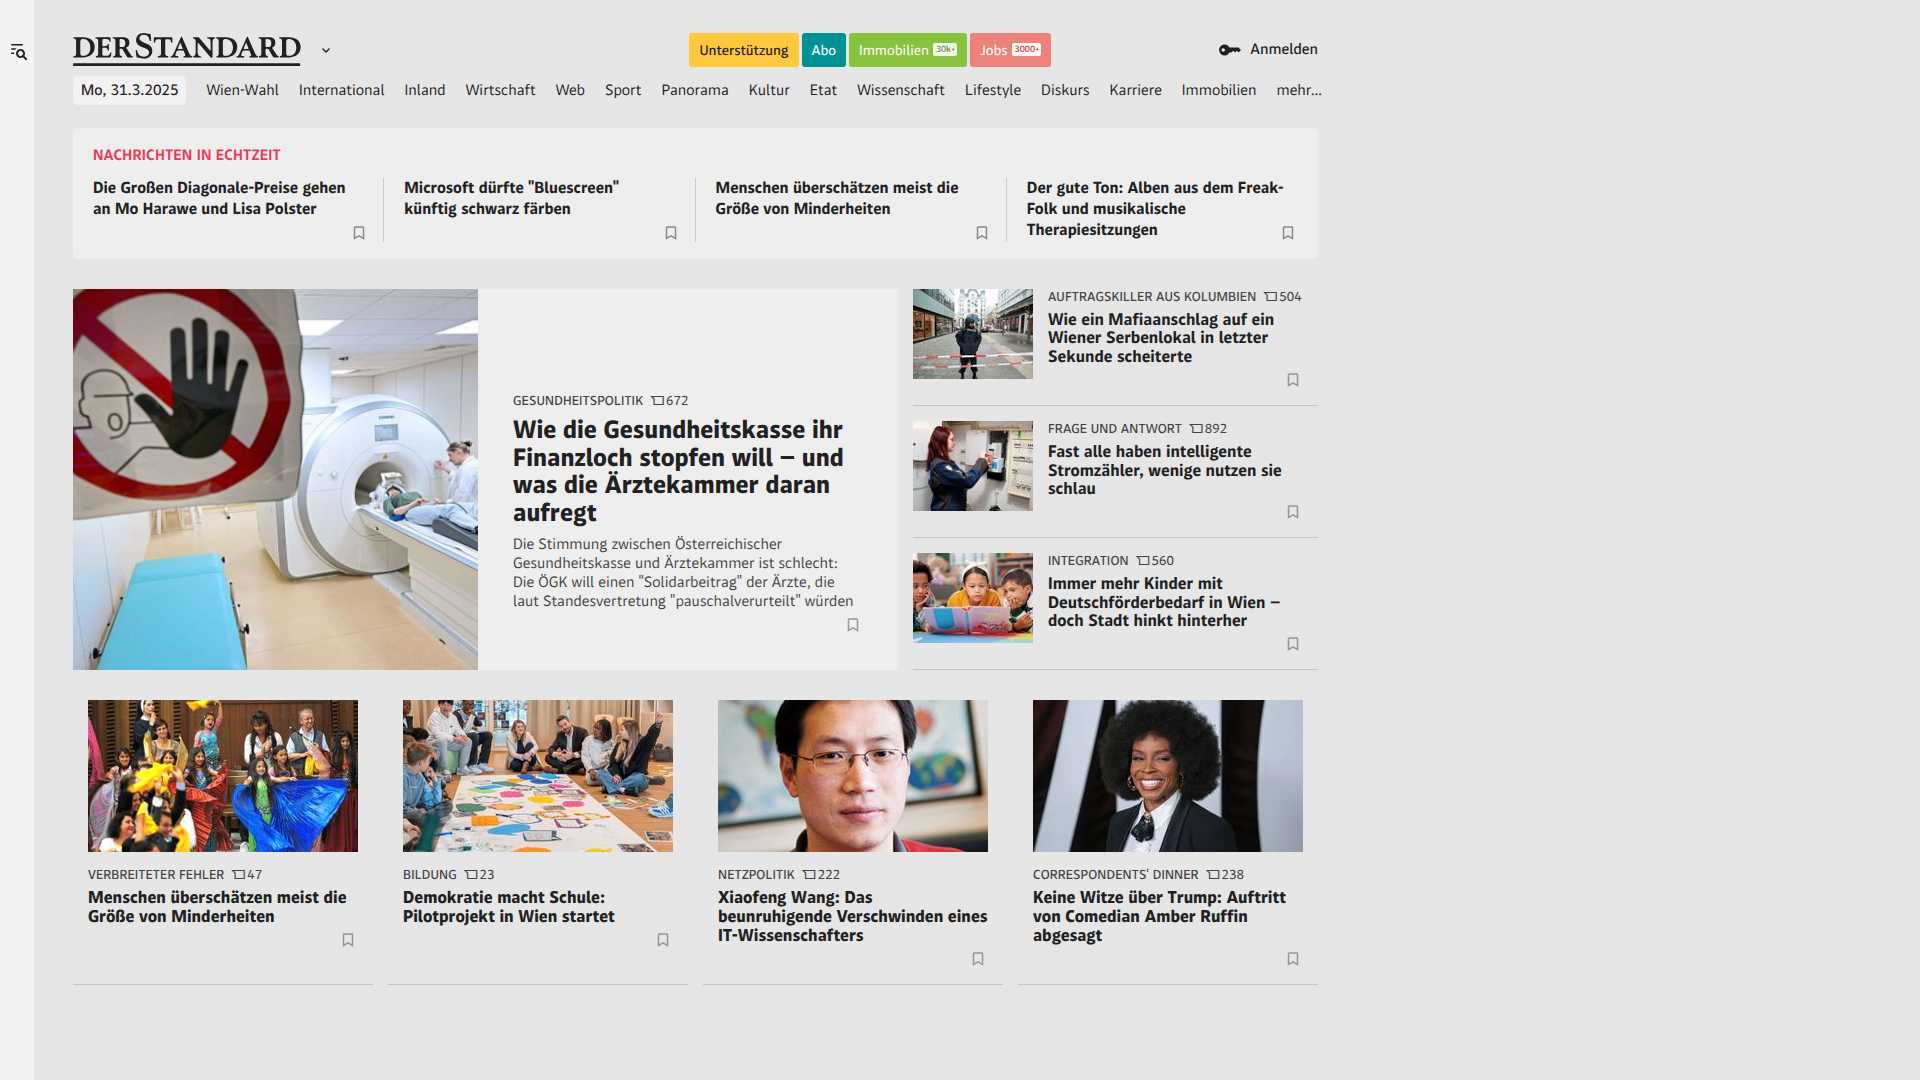 DERSTANDARD
Unterstützung
Abo
Immobilien 30k+
Jobs 3000+
Anmelden
Mo, 31.3.2025
Wien-Wahl
International
Inland
Wirtschaft
Web
Sport
Panorama
Kultur
Etat
Wissenschaft
Lifestyle
Diskurs
Karriere
Immobilien
mehr...
NACHRICHTEN IN ECHTZEIT
Die Großen Diagonale-Preise gehen
an Mo Harawe und Lisa Polster
Microsoft dürfte "Bluescreen"
künftig schwarz färben
Menschen überschätzen meist die
Größe von Minderheiten
Der gute Ton: Alben aus dem Freak-
Folk und musikalische
Therapiesitzungen
GESUNDHEITSPOLITIK 672
Wie die Gesundheitskasse ihr
Finanzloch stopfen will – und
was die Ärztekammer daran
aufregt
Die Stimmung zwischen Österreichischer
Gesundheitskasse und Ärztekammer ist schlecht:
Die ÖGK will einen "Solidarbeitrag" der Ärzte, die
laut Standesvertretung "pauschalverurteilt" würden
AUFTRAGSKILLER AUS KOLUMBIEN 504
Wie ein Mafiaanschlag auf ein
Wiener Serbenlokal in letzter
Sekunde scheiterte
FRAGE UND ANTWORT 892
Fast alle haben intelligente
Stromzähler, wenige nutzen sie
schlau
INTEGRATION 560
Immer mehr Kinder mit
Deutschförderbedarf in Wien –
doch Stadt hinkt hinterher
VERBREITETER FEHLER 47
Menschen überschätzen meist die
Größe von Minderheiten
BILDUNG 23
Demokratie macht Schule:
Pilotprojekt in Wien startet
NETZPOLITIK 222
Xiaofeng Wang: Das
beunruhigende Verschwinden eines
IT-Wissenschafters
CORRESPONDENTS' DINNER 238
Keine Witze über Trump: Auftritt
von Comedian Amber Ruffin
abgesagt